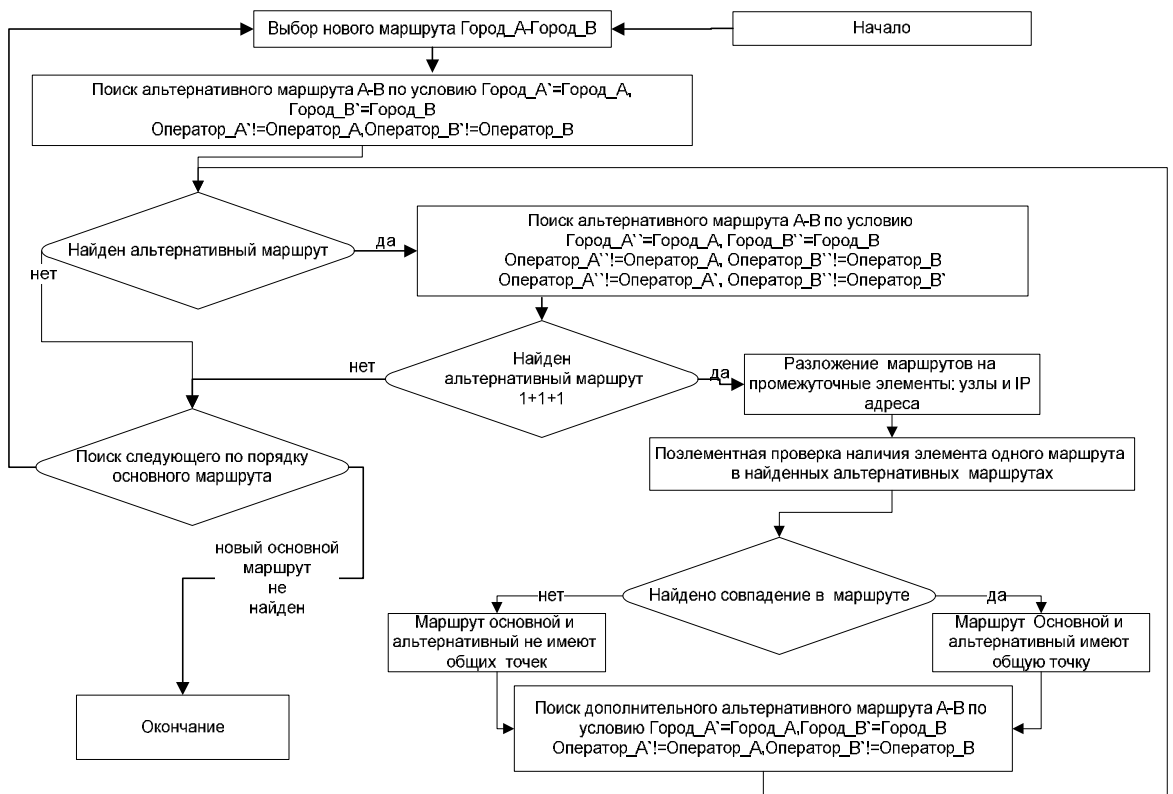 Выбор нового маршрута Город_А-Город_В
Начало
Поиск альтернативного маршрута А-В по условию Город_А`=Город_А,
Город_В`=Город_В
Оператор_А`!=Оператор_А,Оператор_В`!=Оператор_В
Найден альтернативный маршрут
да
нет
Поиск альтернативного маршрута А-В по условию
Город_А``=Город_А, Город_В``=Город_В
Оператор_А``!=Оператор_А, Оператор_В``!=Оператор_В
Оператор_А``!=Оператор_А`, Оператор_В``!=Оператор_В`
Найден
альтернативный маршрут
1+1+1
нет
да
Разложение маршрутов на
промежуточные элементы: узлы и IP
адреса
Поиск следующего по порядку
основного маршрута
Поэлементная проверка наличия элемента одного маршрута
в найденных альтернативных маршрутах
новый основной
маршрут
не
найден
Найдено совпадение в маршруте
нет
да
Маршрут основной и
альтернативный не имеют
общих точек
Маршрут Основной и
альтернативный имеют
общую точку
Окончание
Поиск дополнительного альтернативного маршрута А-В по
условию Город_А`=Город_А,Город_В`=Город_В
Оператор_А`!=Оператор_А,Оператор_В`!=Оператор_В